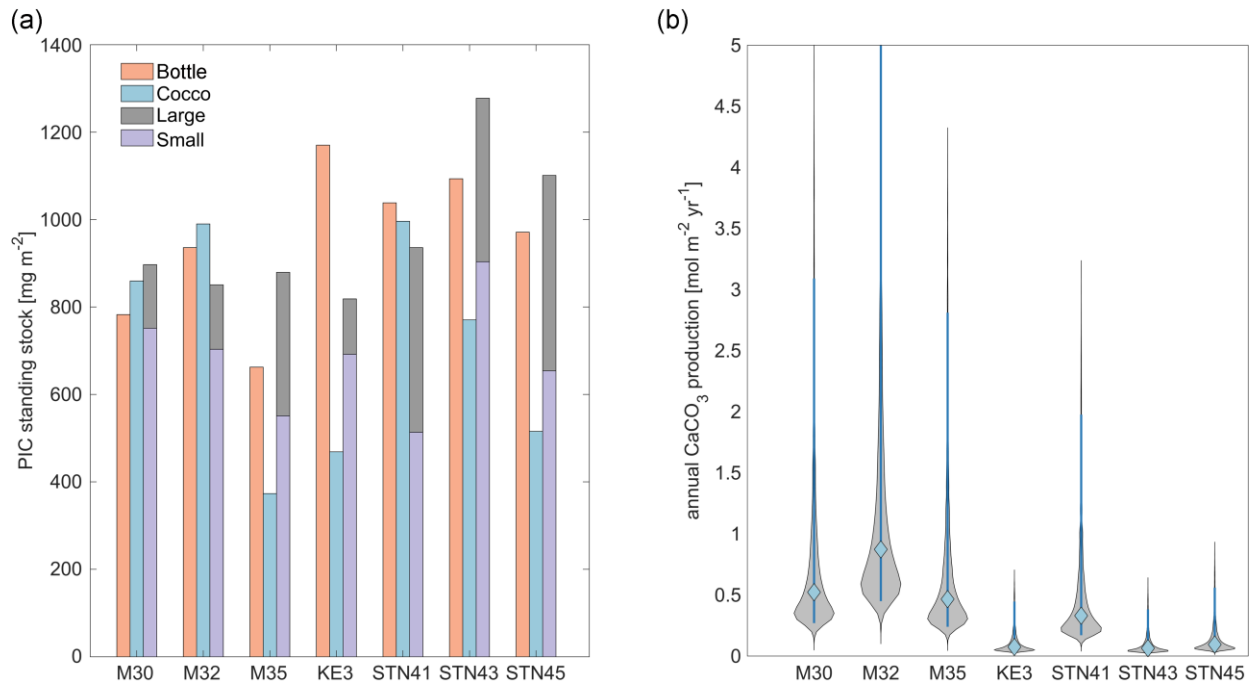 (a)
1400
1200
1000
800
600
400
200
0
PIC standing stock [mg m⁻²]
Bottle
Cocco
Large
Small
M30 M32 M35 KE3 STN41 STN43 STN45
(b)
5
4.5
4
3.5
3
2.5
2
1.5
1
0.5
0
annual CaCO₃ production [mol m⁻² yr⁻¹]
M30 M32 M35 KE3 STN41 STN43 STN45